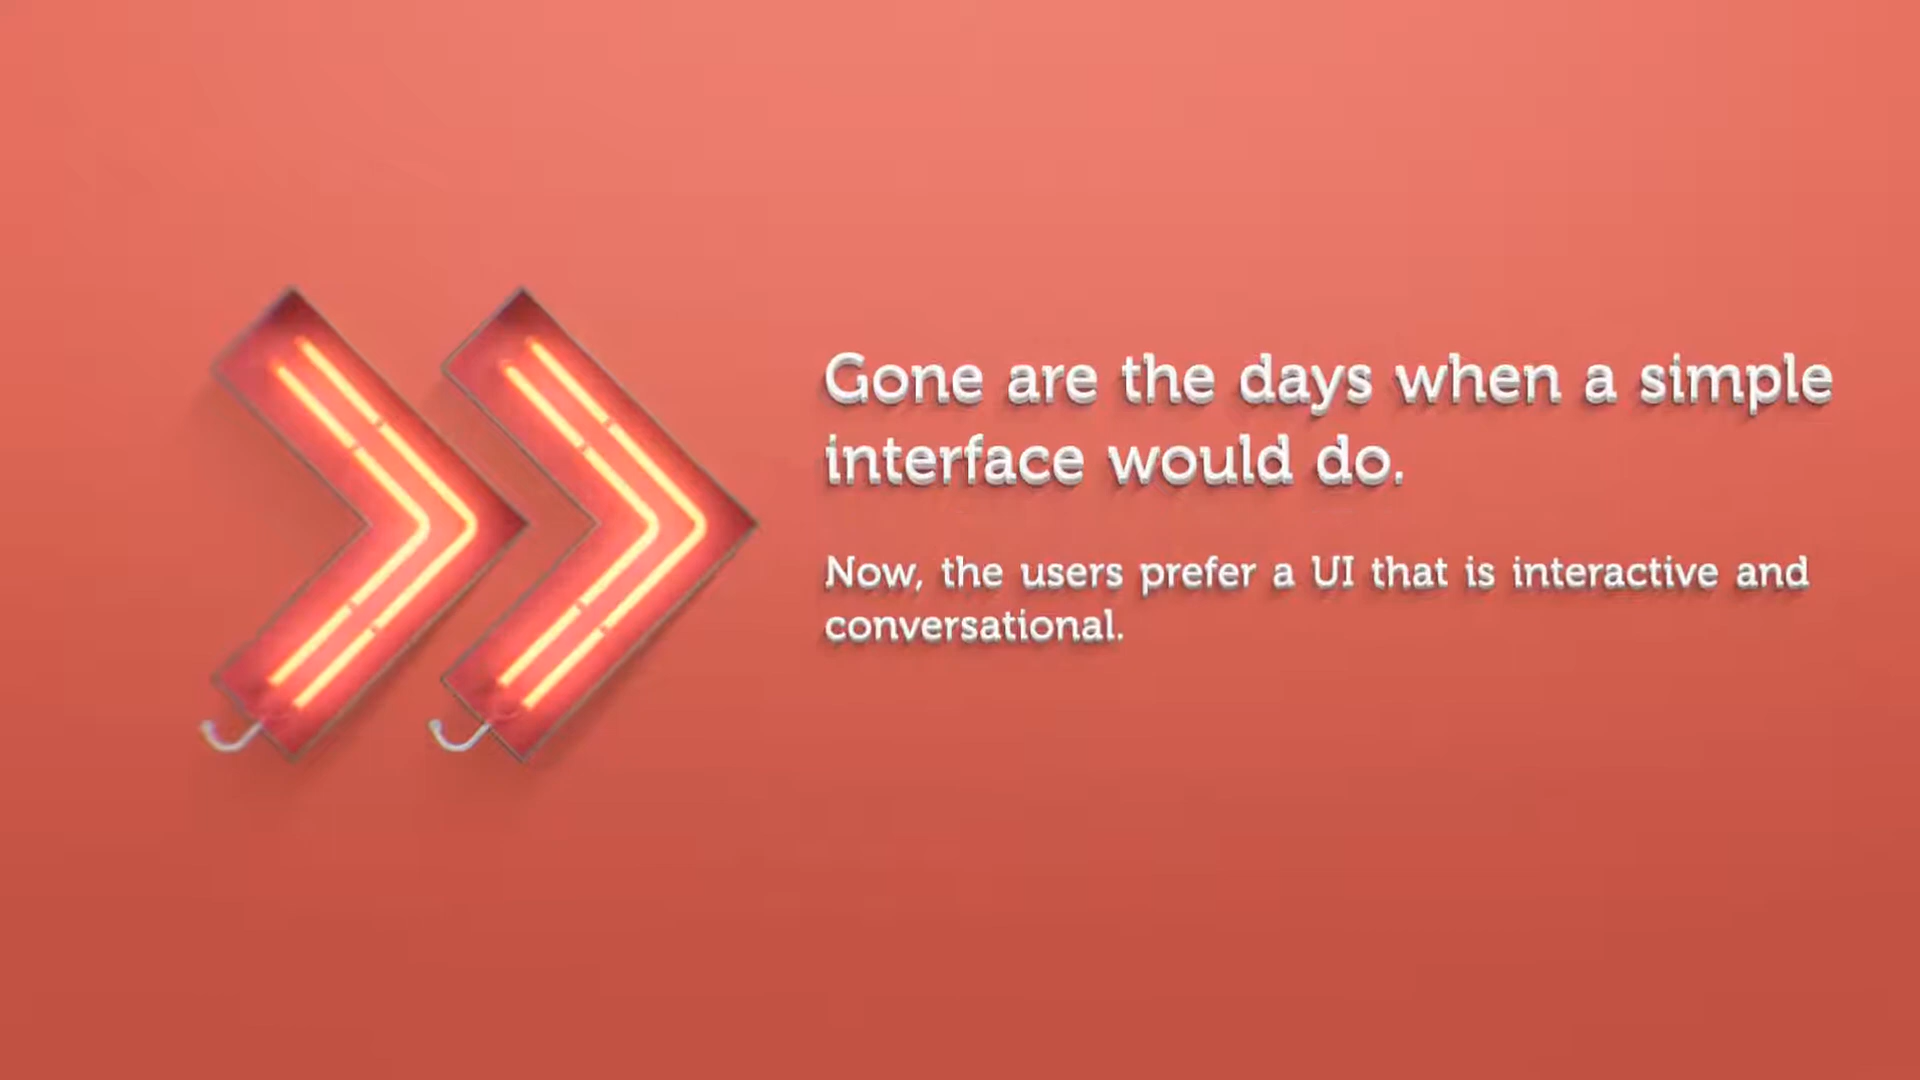 Gone are the days when a simple
interface would do.
Now, the users prefer a UI that is interactive and
conversational.